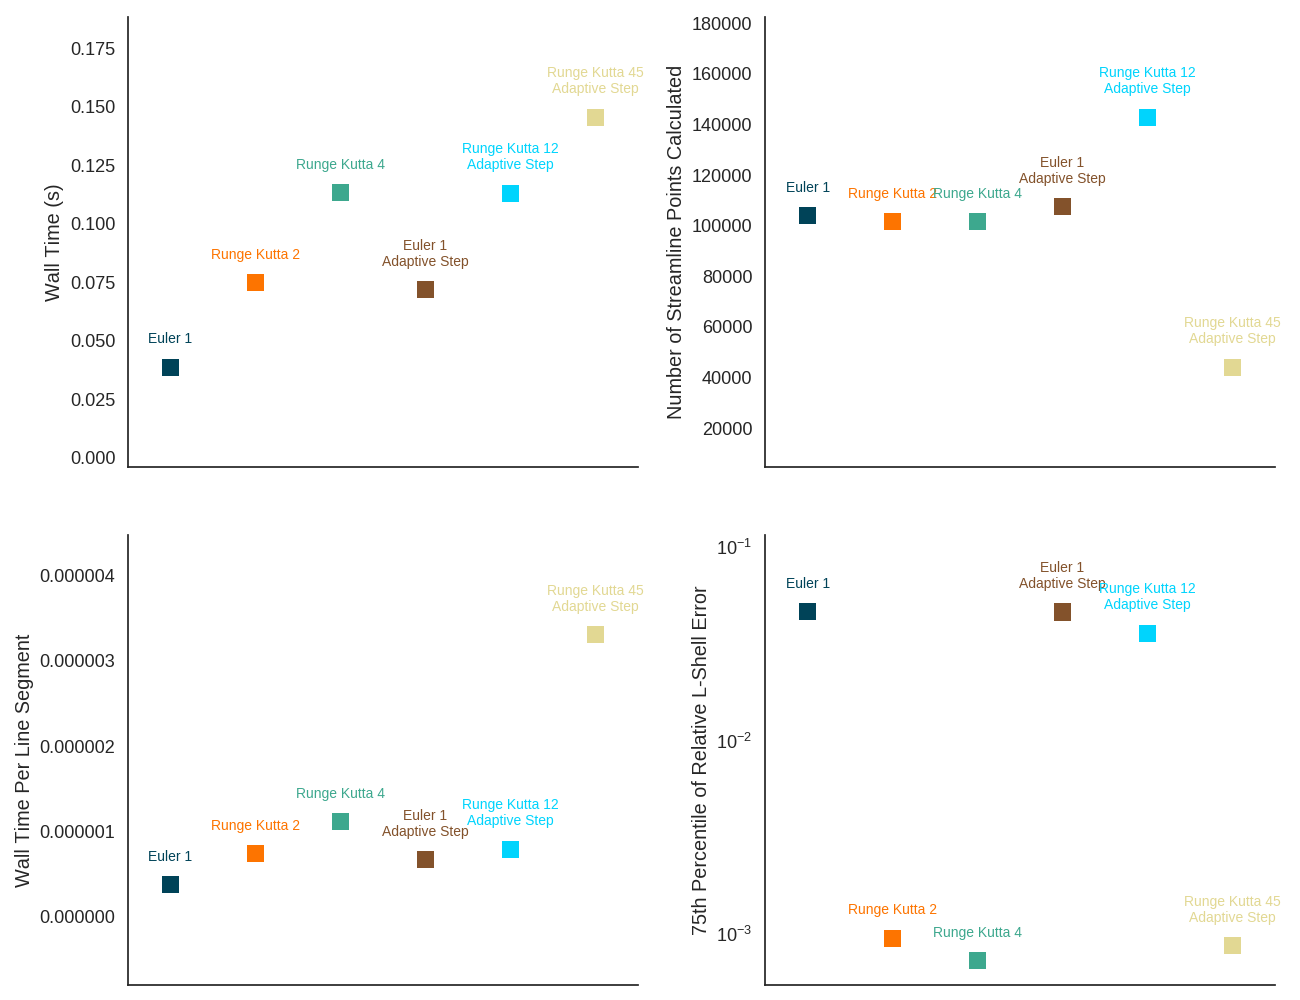 Wall Time (s)
0.175
0.150
0.125
0.100
0.075
0.050
0.025
0.000
Euler 1
Runge Kutta 2
Runge Kutta 4
Euler 1
Adaptive Step
Runge Kutta 12
Adaptive Step
Runge Kutta 45
Adaptive Step
Number of Streamline Points Calculated
180000
160000
140000
120000
100000
80000
60000
40000
20000
Euler 1
Runge Kutta 2
Runge Kutta 4
Euler 1
Adaptive Step
Runge Kutta 12
Adaptive Step
Runge Kutta 45
Adaptive Step
Wall Time Per Line Segment
0.000004
0.000003
0.000002
0.000001
0.000000
Euler 1
Runge Kutta 2
Runge Kutta 4
Euler 1
Adaptive Step
Runge Kutta 12
Adaptive Step
Runge Kutta 45
Adaptive Step
75th Percentile of Relative L-Shell Error
10⁻¹
10⁻²
10⁻³
Euler 1
Runge Kutta 2
Runge Kutta 4
Euler 1
Adaptive Step
Runge Kutta 12
Adaptive Step
Runge Kutta 45
Adaptive Step